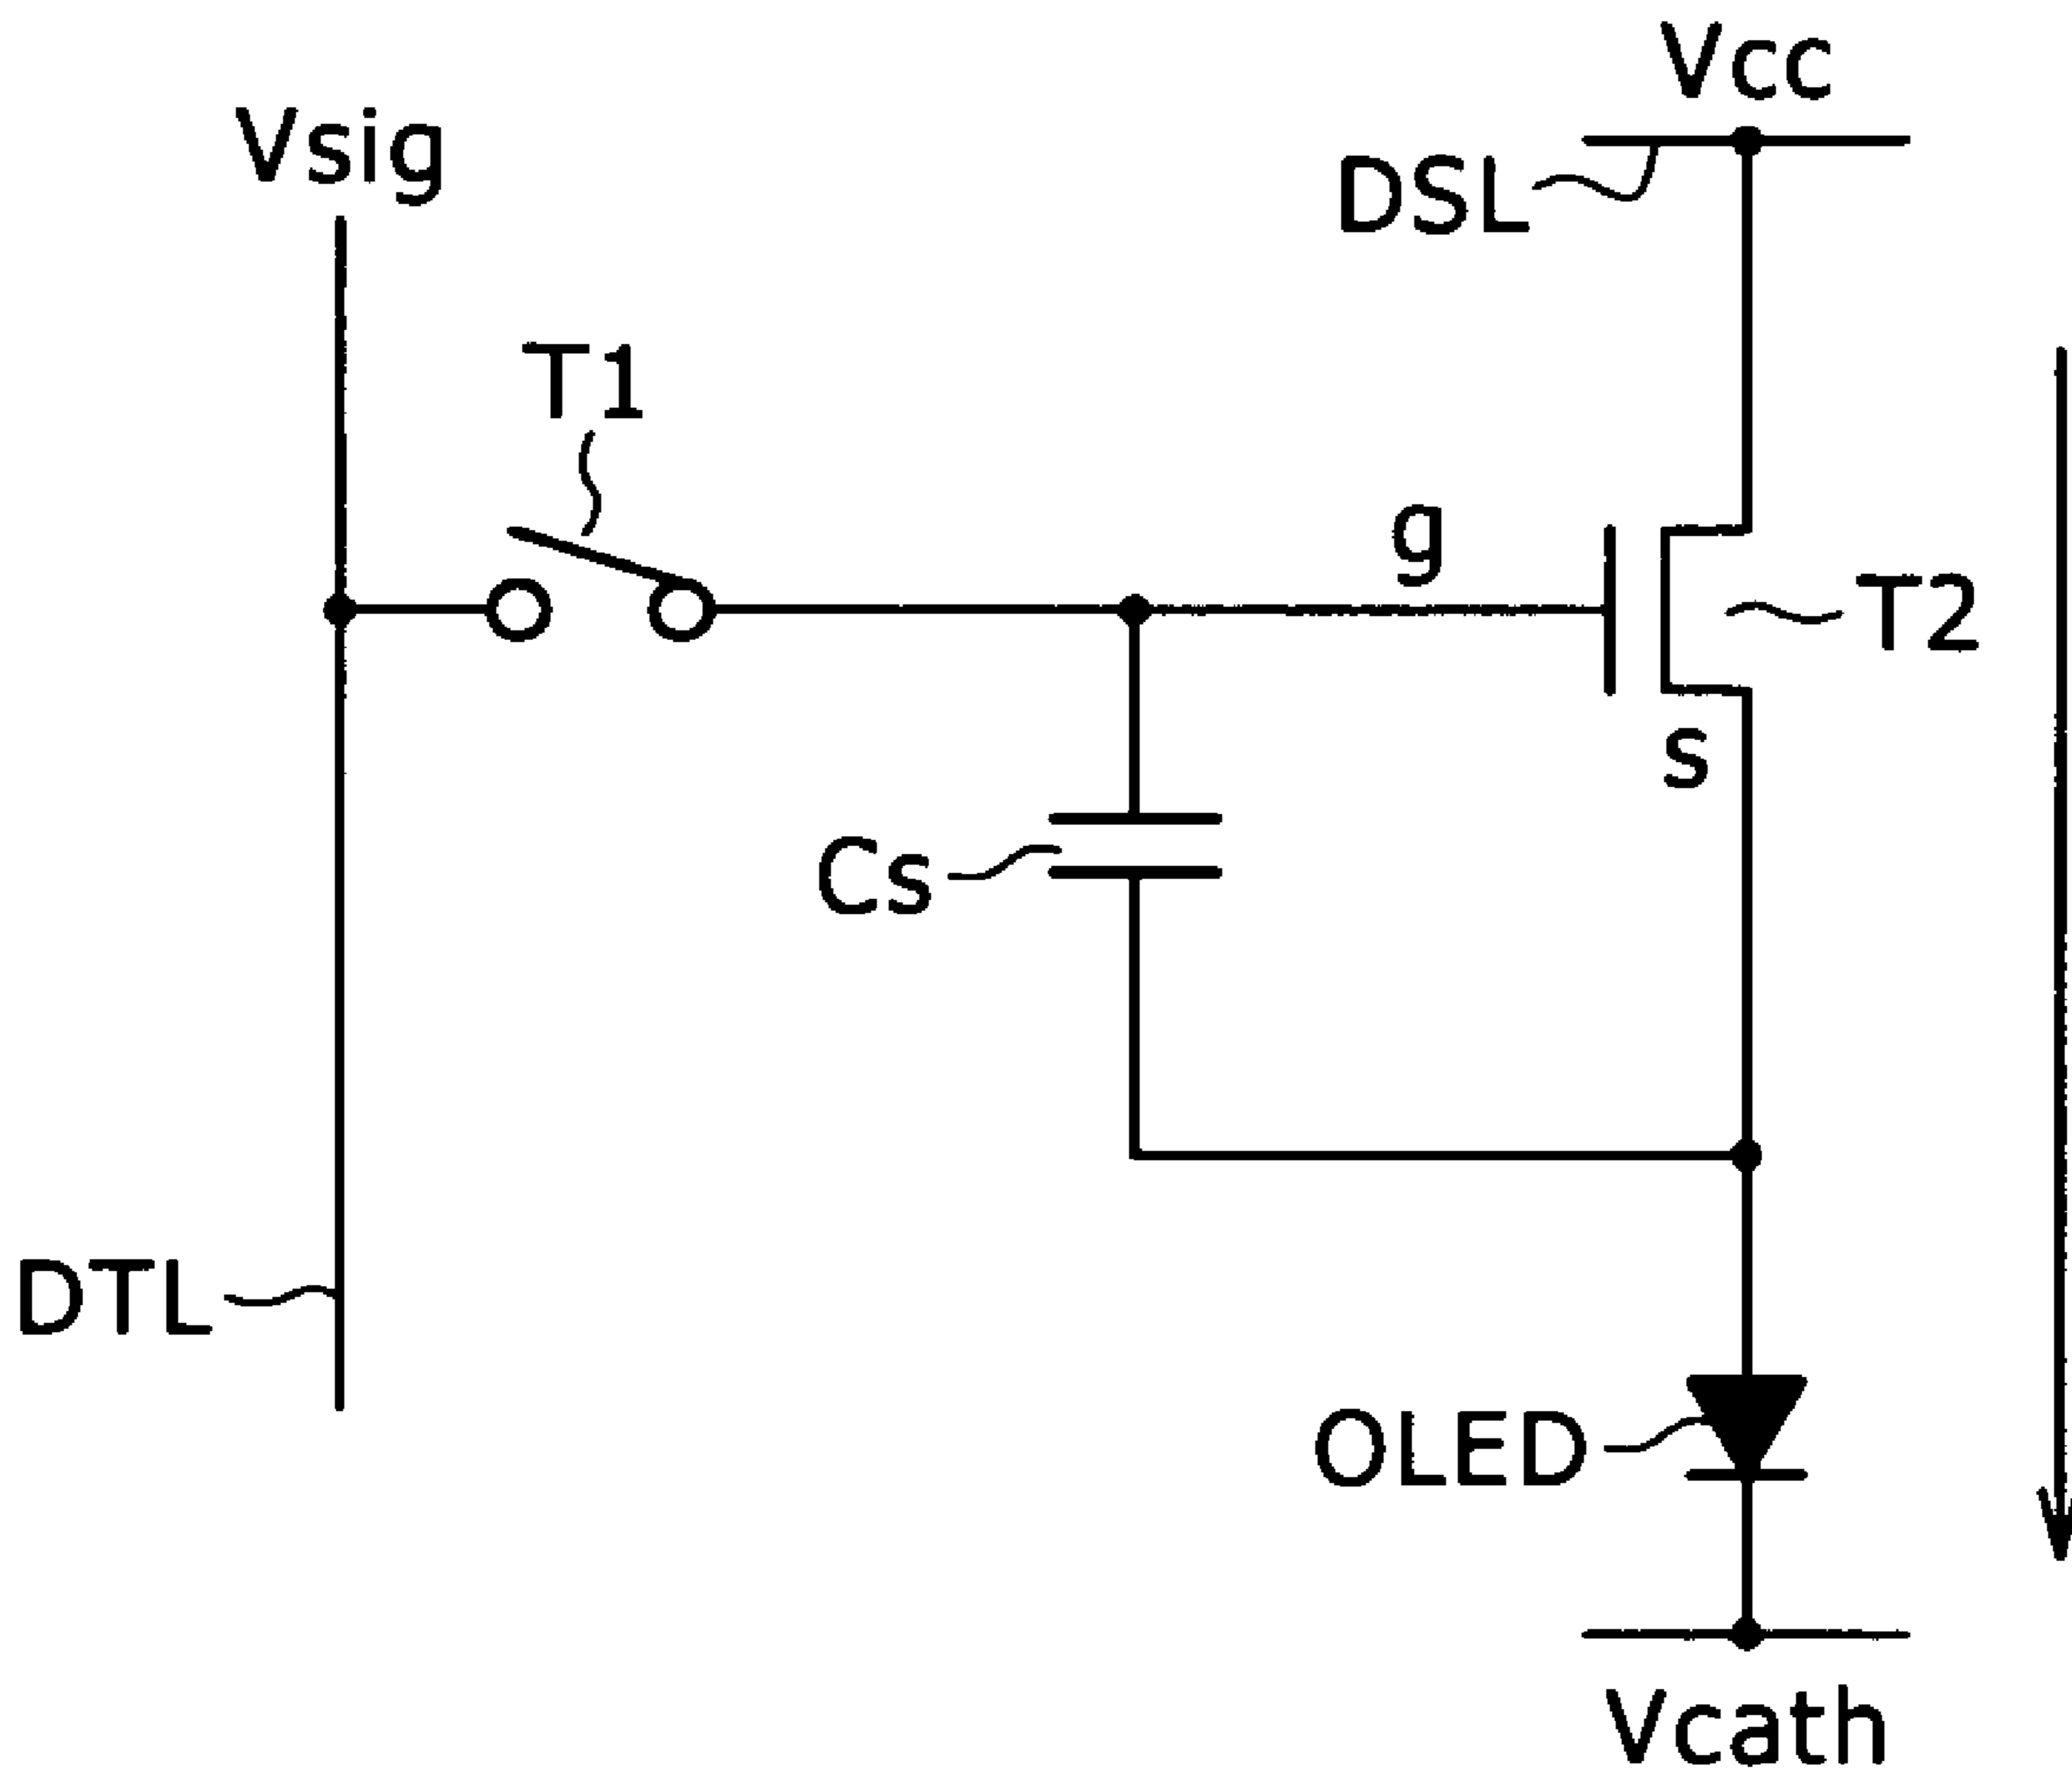 Vcc
Vsig
DSL
T1
g
T2
s
Cs
DTL
OLED
Vcath